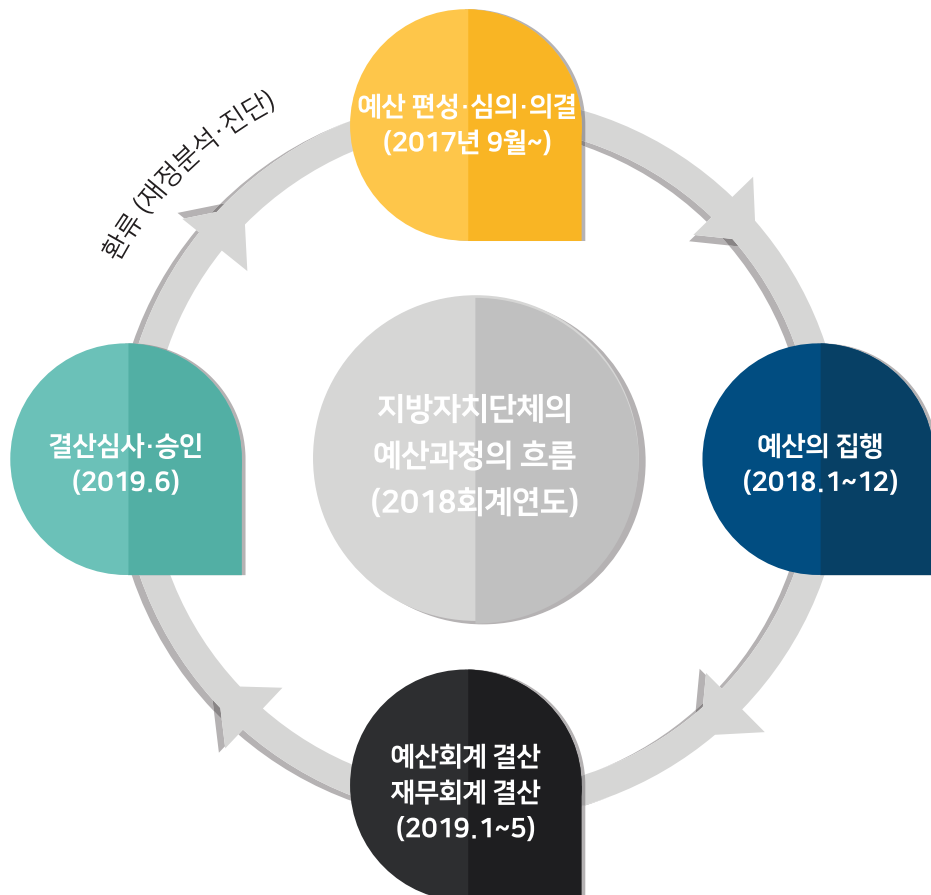 예산 편성·심의·의결
(2017년 9월~)
환류 (재정분석·진단)
지방자치단체의
예산과정의 흐름
(2018회계연도)
결산심사·승인
(2019.6)
예산의 집행
(2018.1~12)
예산회계 결산
재무회계 결산
(2019.1~5)